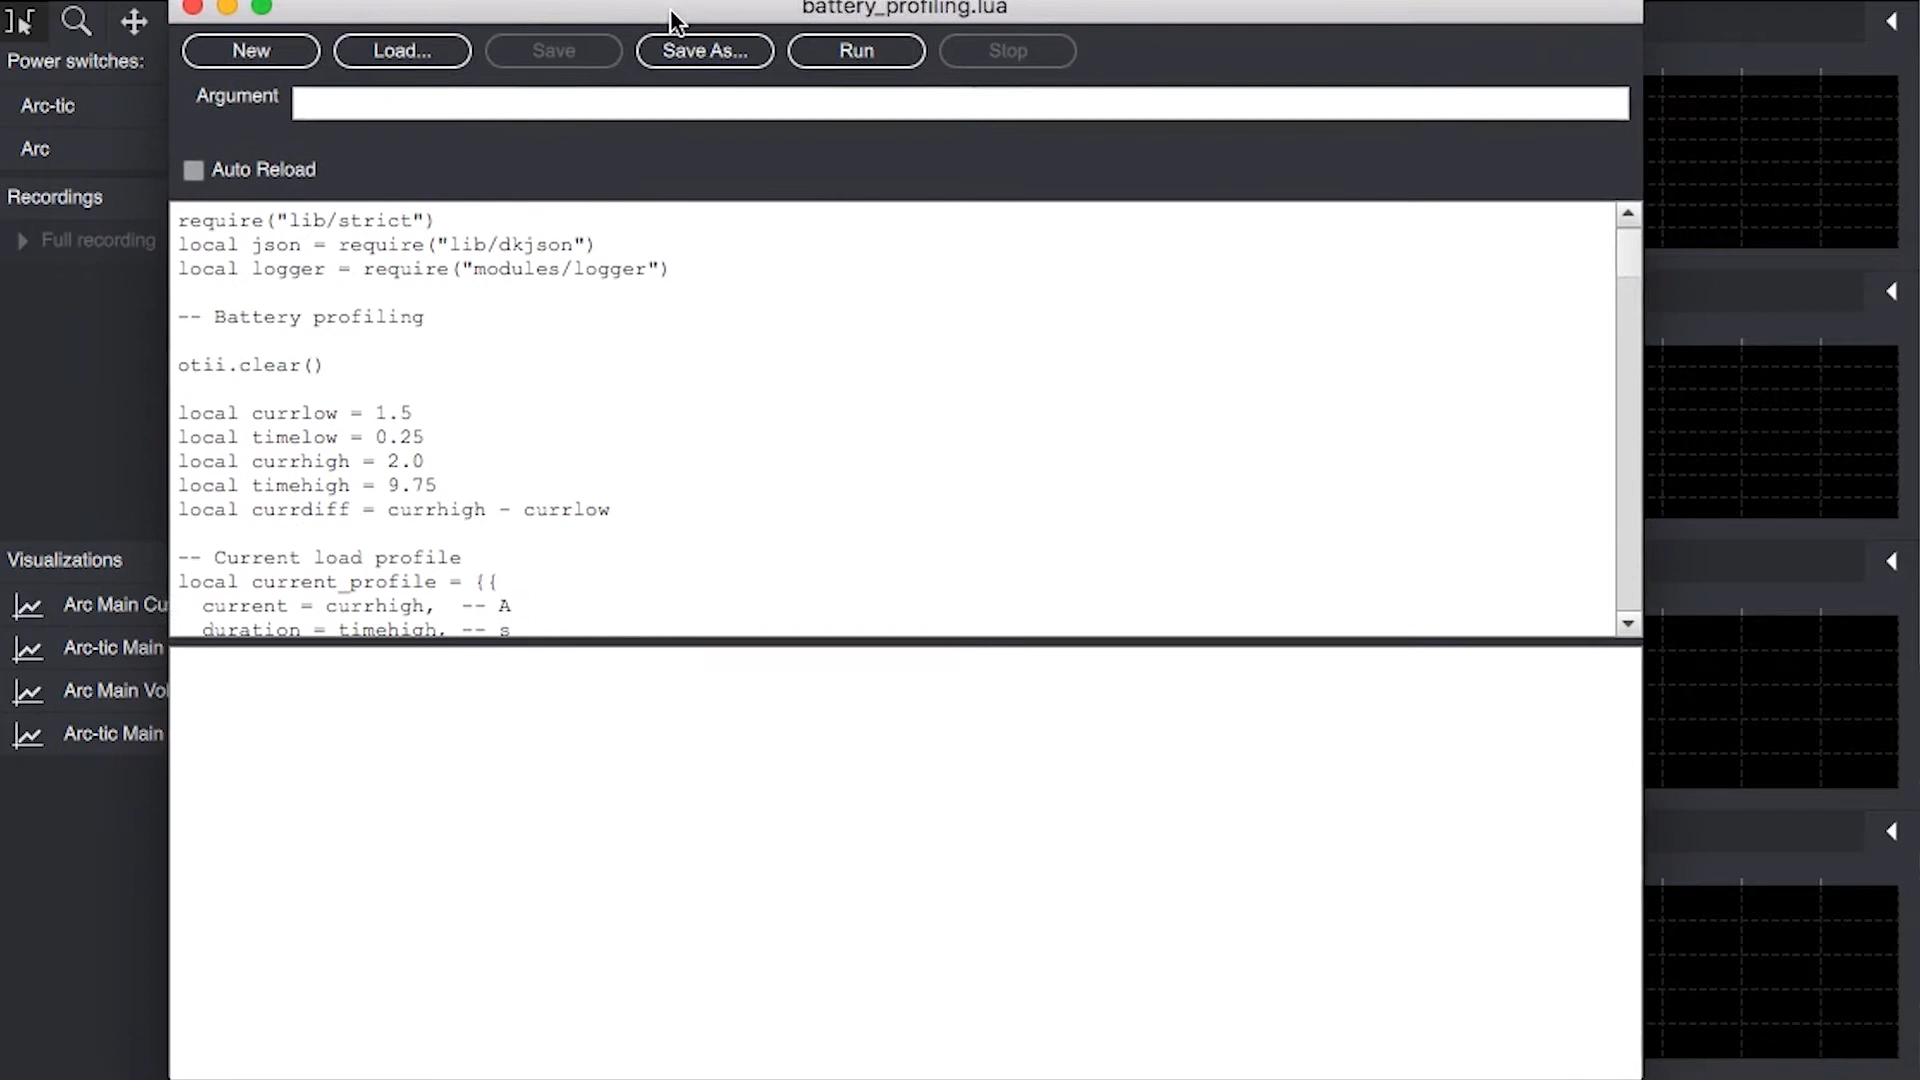 battery_profiling.lua
New Load... Save Save As... Run Stop
Power switches:
Argument
Arc-tic
Arc
Auto Reload
Recordings
Full recording
require("lib/strict")
local json = require("lib/dkjson")
local logger = require("modules/logger")
-- Battery profiling
otii.clear()
local currlow = 1.5
local timelow = 0.25
local currhigh = 2.0
local timehigh = 9.75
local currdiff = currhigh - currlow
-- Current load profile
local current_profile = {{
current = currhigh,  -- A
duration = timehigh, -- s
Visualizations
Arc Main Cu
Arc-tic Main
Arc Main Vol
Arc-tic Main